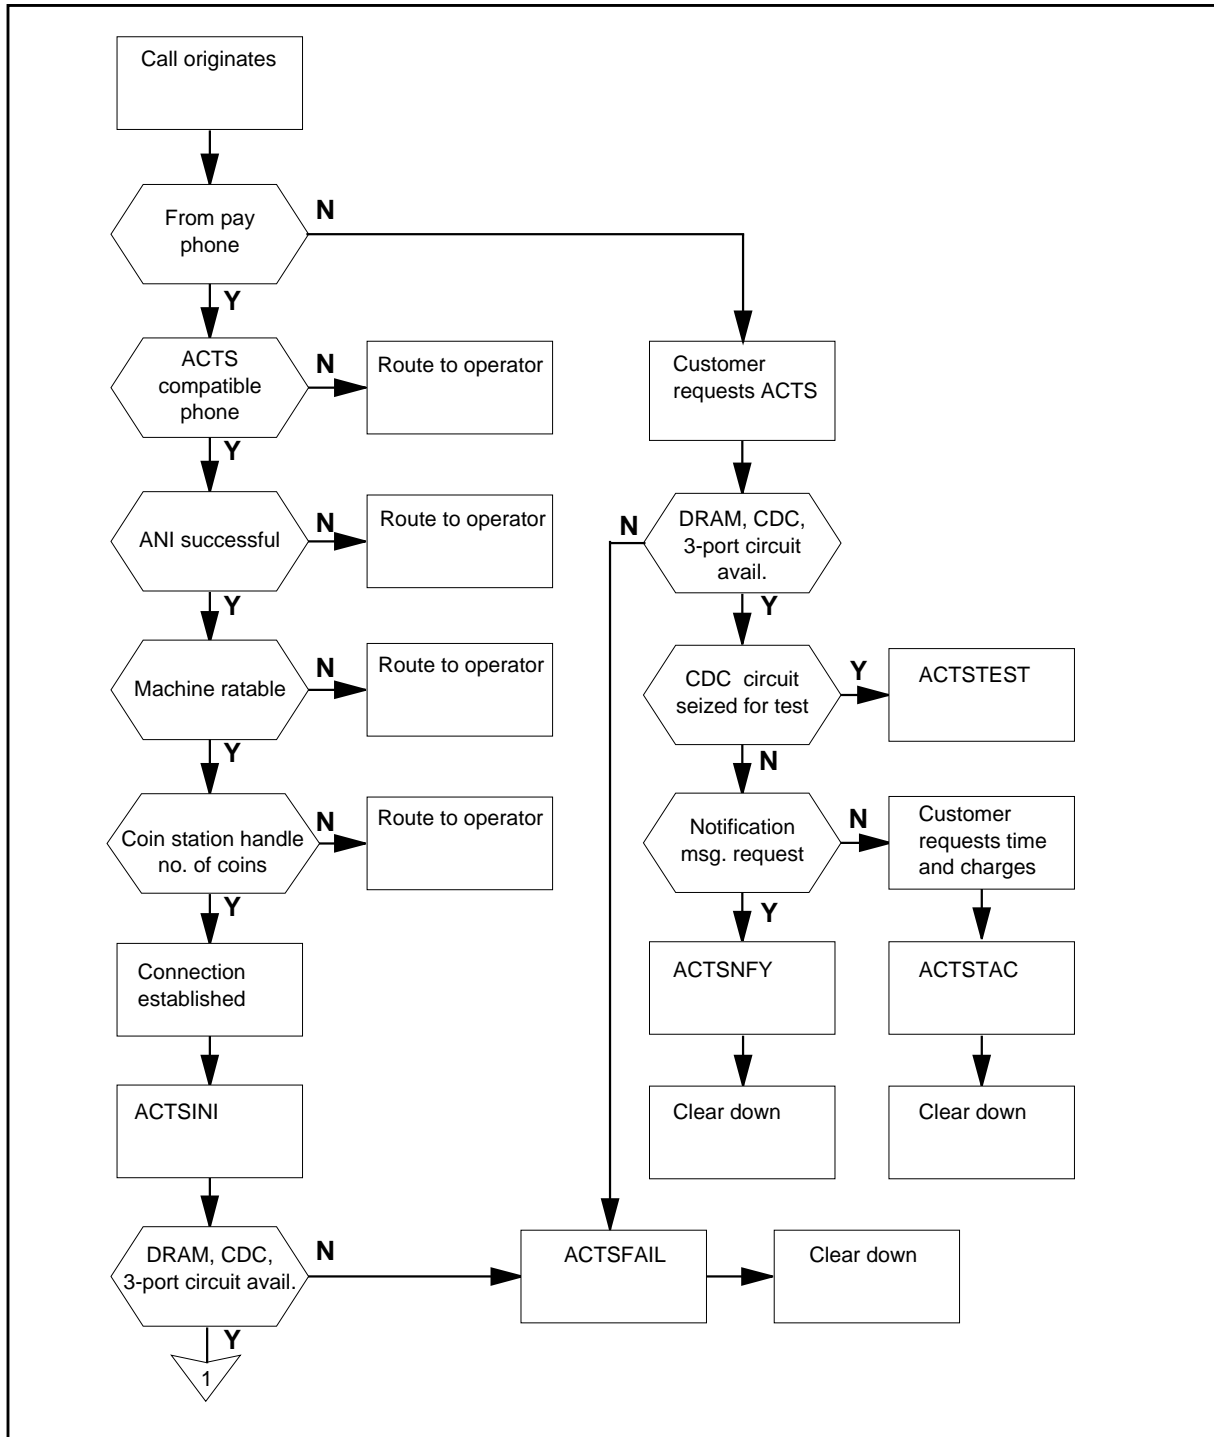 Call originates
From pay
phone
N
Y
ACTS
compatible
phone
N
Route to operator
Customer
requests ACTS
Y
ANI successful
N
Route to operator
N
DRAM, CDC,
3-port circuit
avail.
Y
Y
Machine ratable
N
Route to operator
CDC circuit
seized for test
Y
ACTSTEST
Y
N
Coin station handle
no. of coins
N
Route to operator
Notification
msg. request
N
Customer
requests time
and charges
Y
Y
Connection
established
ACTSNFY
ACTSTAC
ACTSINI
Clear down
Clear down
DRAM, CDC,
3-port circuit avail.
N
ACTSFAIL
Clear down
Y
1